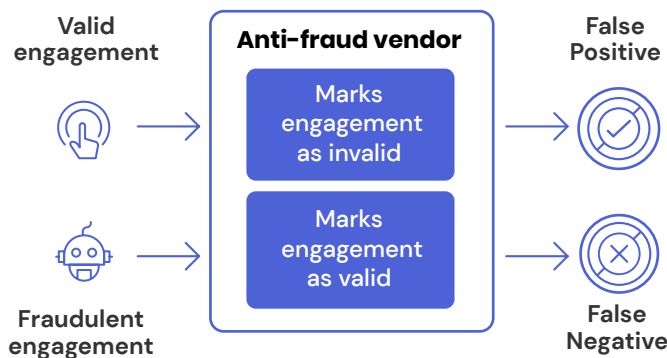 Valid
engagement
Anti-fraud vendor
False
Positive
Marks
engagement
as invalid
Marks
engagement
as valid
Fraudulent
engagement
False
Negative